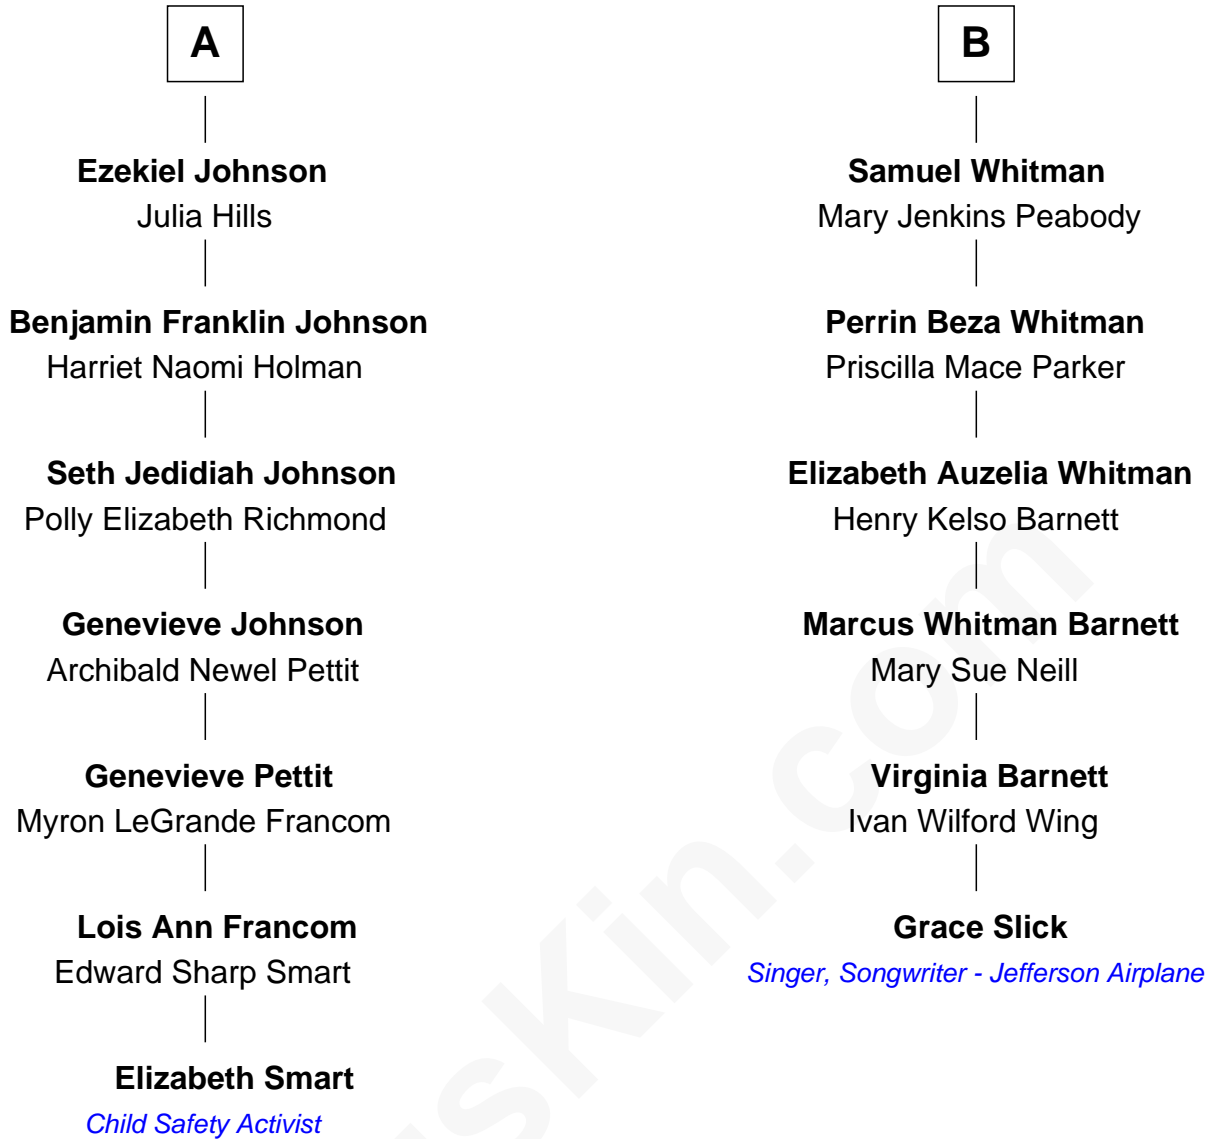 A
Ezekiel Johnson
Julia Hills
Benjamin Franklin Johnson
Harriet Naomi Holman
Seth Jedidiah Johnson
Polly Elizabeth Richmond
Genevieve Johnson
Archibald Newel Pettit
Genevieve Pettit
Myron LeGrande Francom
Lois Ann Francom
Edward Sharp Smart
Elizabeth Smart
Child Safety Activist
B
Samuel Whitman
Mary Jenkins Peabody
Perrin Beza Whitman
Priscilla Mace Parker
Elizabeth Auzelia Whitman
Henry Kelso Barnett
Marcus Whitman Barnett
Mary Sue Neill
Virginia Barnett
Ivan Wilford Wing
Grace Slick
Singer, Songwriter - Jefferson Airplane
sKin.com